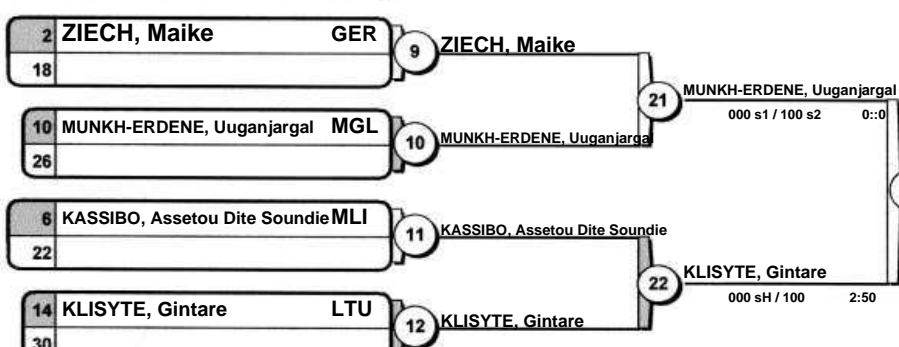 2 ZIECH, Maike GER
18
9
ZIECH, Maike
10 MUNKH-ERDENE, Uuganjargal MGL
26
10
MUNKH-ERDENE, Uuganjargal
21
MUNKH-ERDENE, Uuganjargal
000 s1 / 100 s2 0::0
6 KASSIBO, Assetou Dite Soundie MLI
22
11
KASSIBO, Assetou Dite Soundie
14 KLISYTE, Gintare LTU
30
12
KLISYTE, Gintare
22
KLISYTE, Gintare
000 sH / 100 2:50